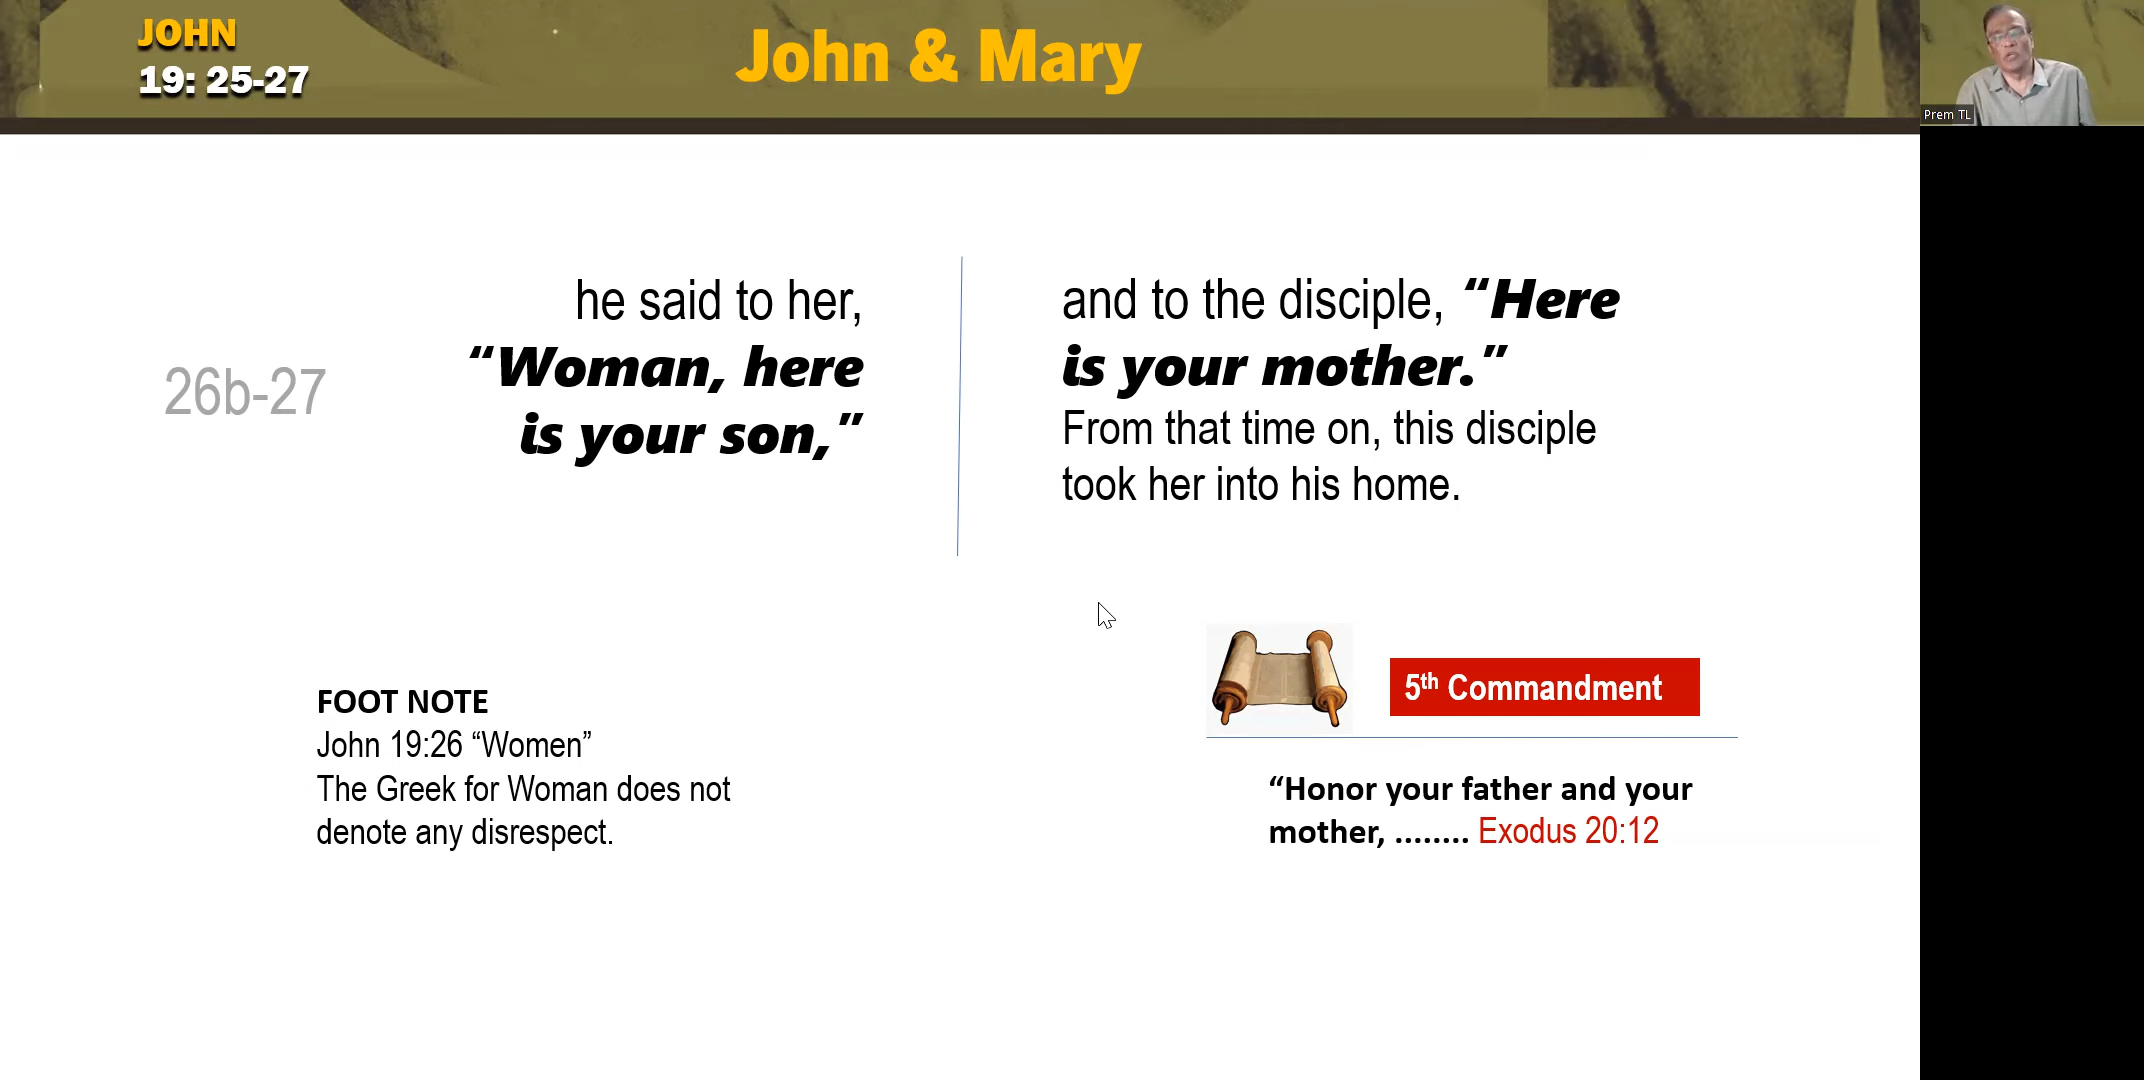 JOHN
19: 25-27
John & Mary
Prem TL
26b-27
he said to her,
“Woman, here
is your son,”
and to the disciple, “Here
is your mother.”
From that time on, this disciple
took her into his home.
FOOT NOTE
John 19:26 “Women”
The Greek for Woman does not
denote any disrespect.
5th Commandment
“Honor your father and your
mother, ........ Exodus 20:12